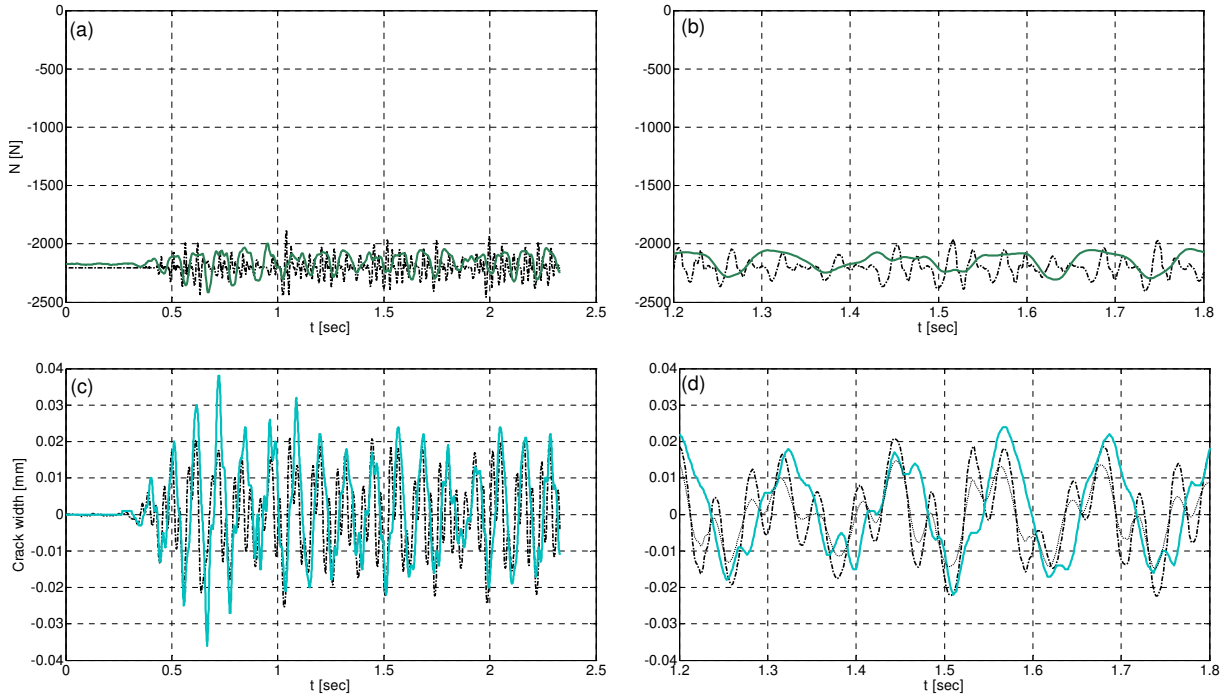 (a)
0
-500
-1000
-1500
-2000
-2500
N [N]
0 0.5 1 1.5 2 2.5
t [sec]
(b)
0
-500
-1000
-1500
-2000
-2500
1.2 1.3 1.4 1.5 1.6 1.7 1.8
t [sec]
(c)
0.04
0.03
0.02
0.01
0
-0.01
-0.02
-0.03
-0.04
Crack width [mm]
0 0.5 1 1.5 2 2.5
t [sec]
(d)
0.04
0.03
0.02
0.01
0
-0.01
-0.02
-0.03
-0.04
1.2 1.3 1.4 1.5 1.6 1.7 1.8
t [sec]